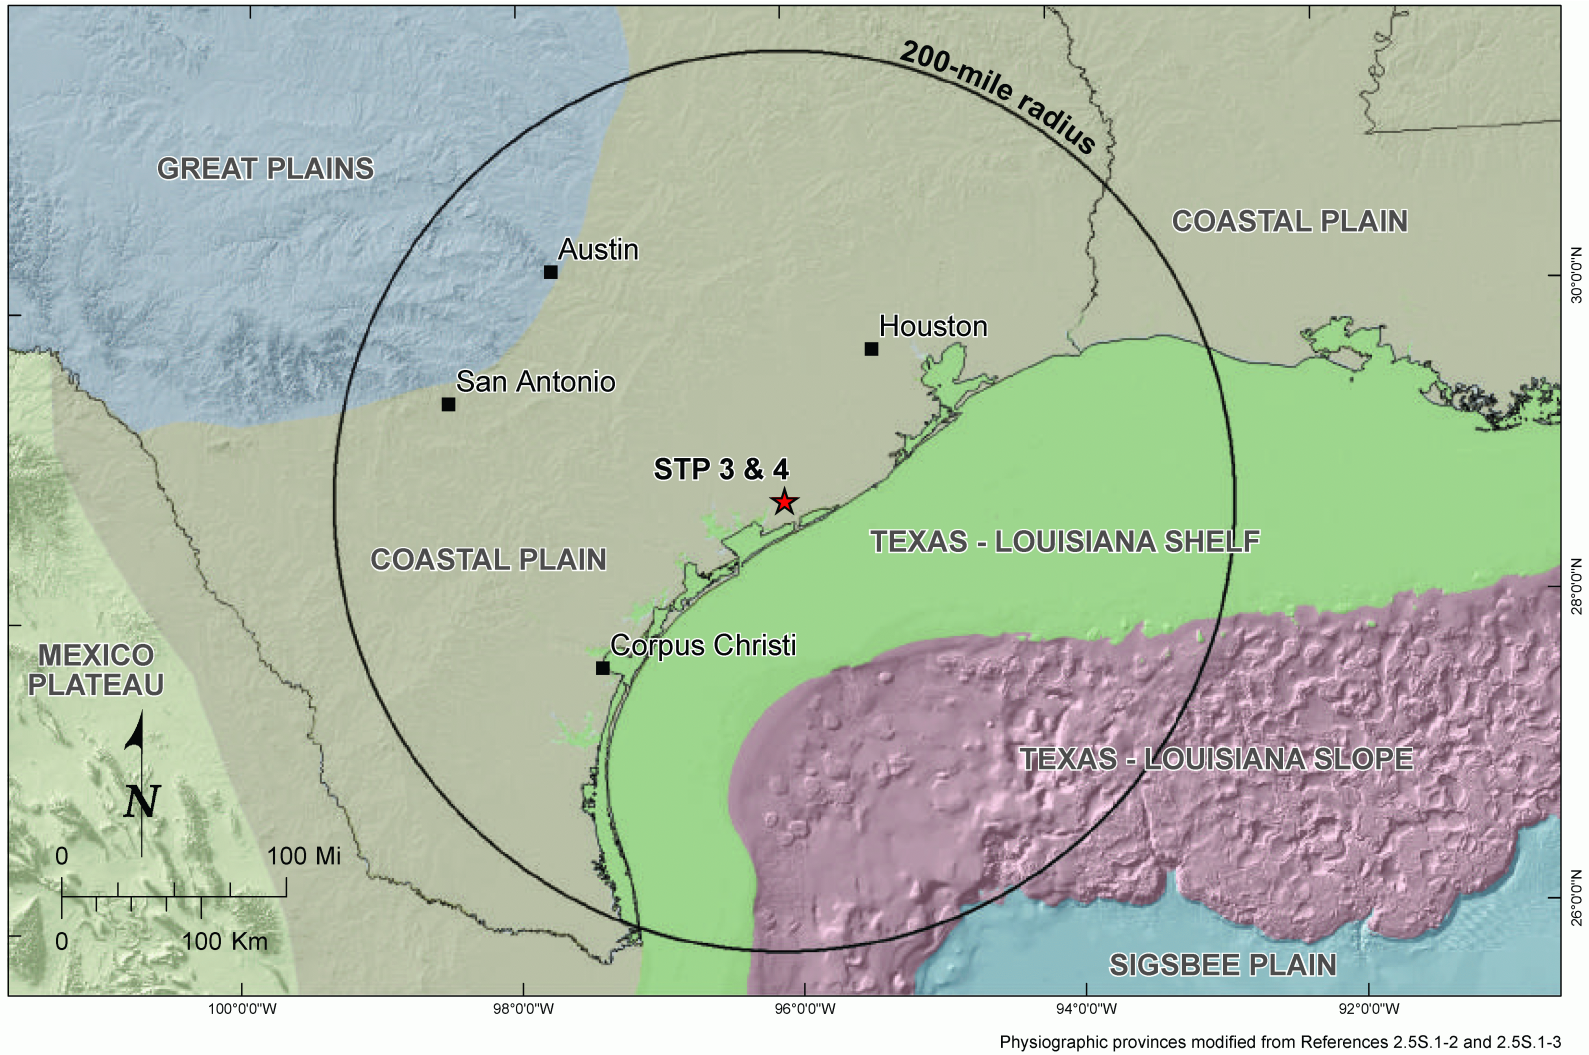 200-mile radius
GREAT PLAINS
COASTAL PLAIN
Austin
30°0'0"N
Houston
San Antonio
STP 3 & 4
TEXAS - LOUISIANA SHELF
COASTAL PLAIN
28°0'0"N
Corpus Christi
MEXICO
PLATEAU
TEXAS - LOUISIANA SLOPE
N
0 100 Mi
0 100 Km
26°0'0"N
SIGSBEE PLAIN
100°0'0"W 98°0'0"W 96°0'0"W 94°0'0"W 92°0'0"W
Physiographic provinces modified from References 2.5S.1-2 and 2.5S.1-3